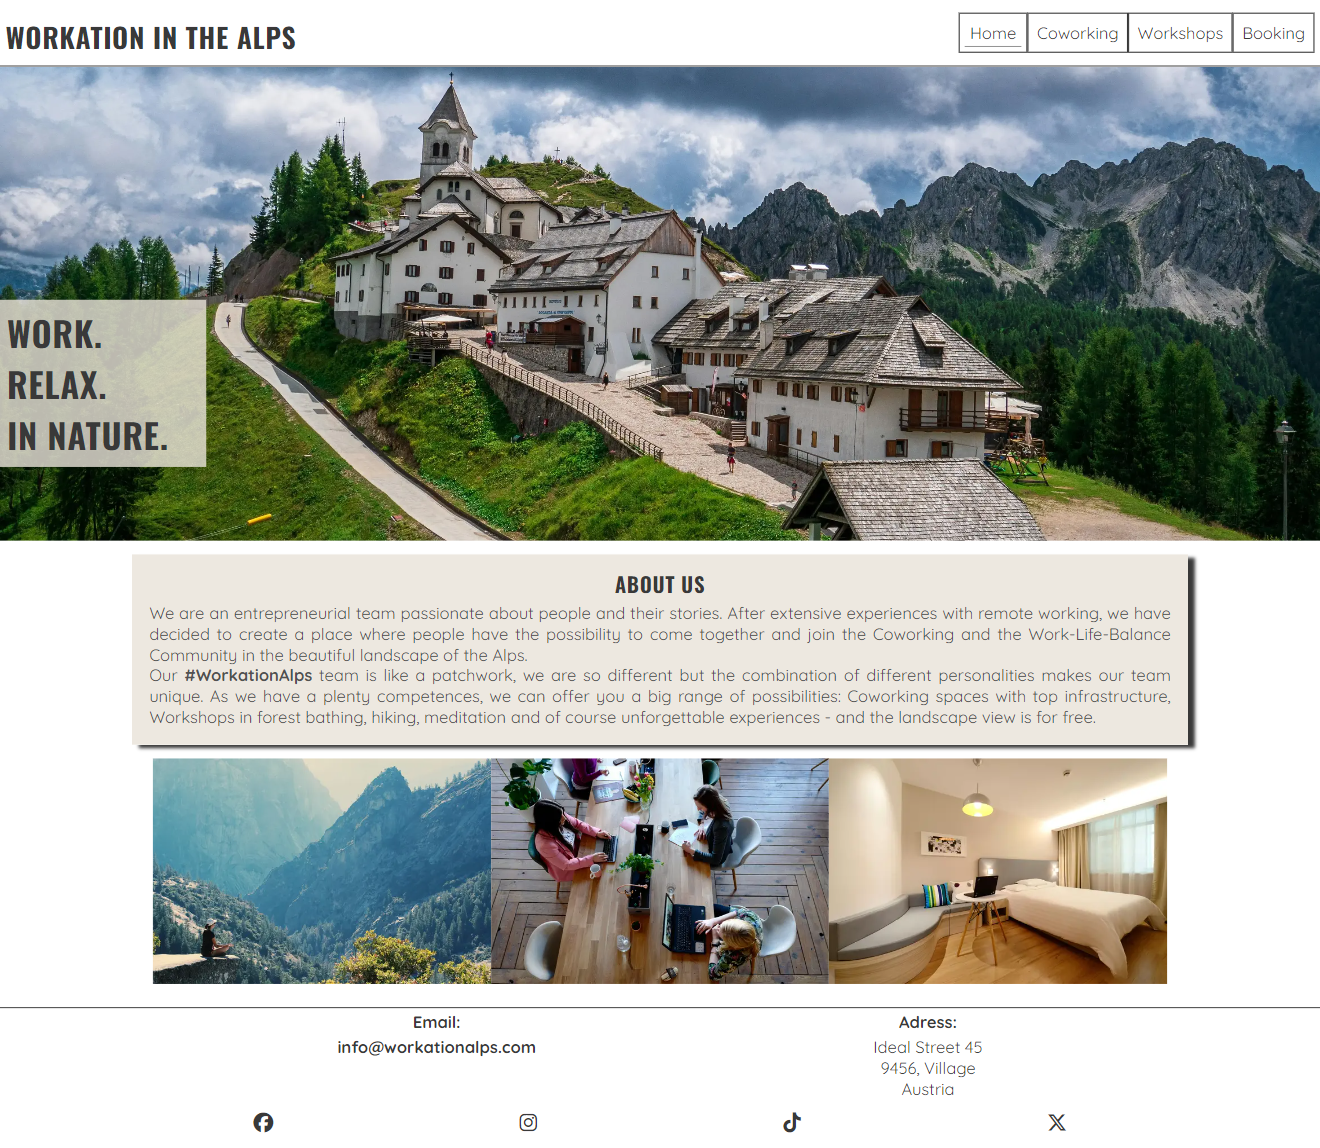 WORKATION IN THE ALPS
Home
Coworking
Workshops
Booking
WORK.
RELAX.
IN NATURE.
ABOUT US
We are an entrepreneurial team passionate about people and their stories. After extensive experiences with remote working, we have
decided to create a place where people have the possibility to come together and join the Coworking and the Work-Life-Balance
Community in the beautiful landscape of the Alps.
Our #WorkationAlps team is like a patchwork, we are so different but the combination of different personalities makes our team
unique. As we have a plenty competences, we can offer you a big range of possibilities: Coworking spaces with top infrastructure,
Workshops in forest bathing, hiking, meditation and of course unforgettable experiences - and the landscape view is for free.
Email:
info@workationalps.com
Adress:
Ideal Street 45
9456, Village
Austria